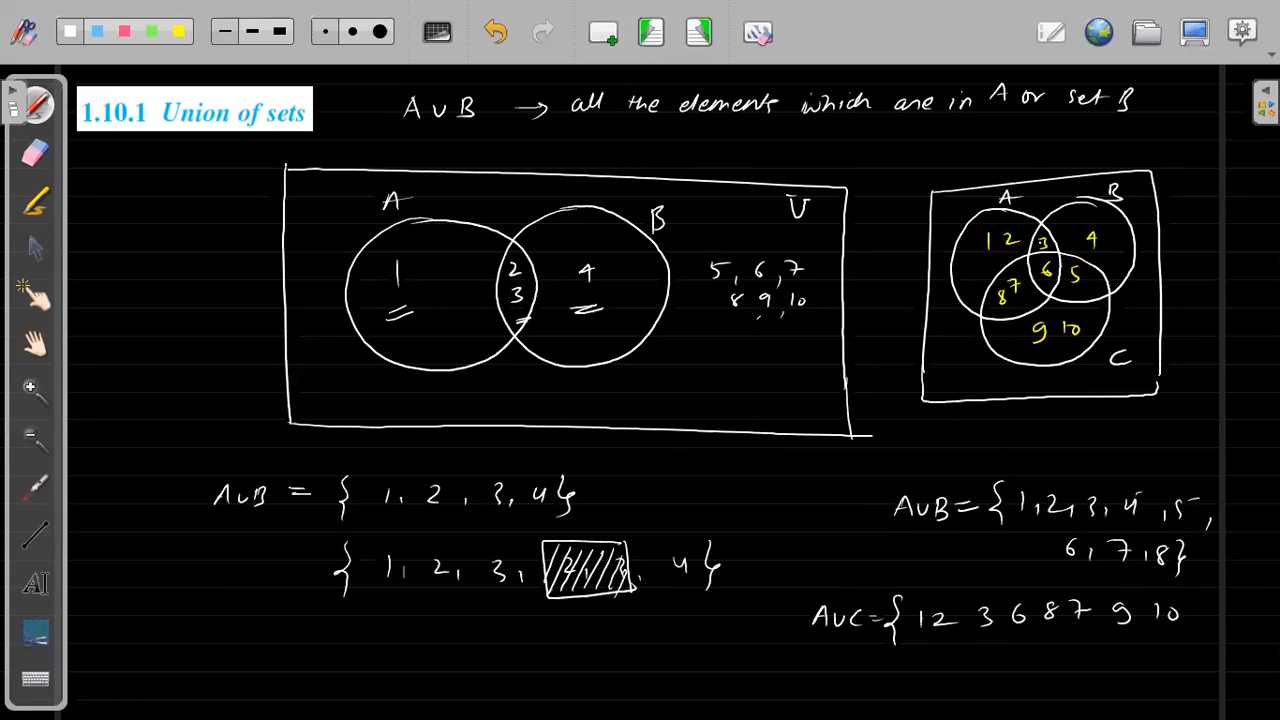 1.10.1 Union of sets
A∪B → all the elements which are in A or set B
A
B
U
1
2
3
4
5, 6, 7
8 9 10
A
B
1 2
3
4
8 7
6
5
9 10
C
A∪B = { 1, 2, 3, 4}
{ 1, 2, 3, , 4}
A∪B = {1, 2, 3, 4, 5,
6, 7, 8}
A∪C = { 1 2 3 6 8 7 9 10